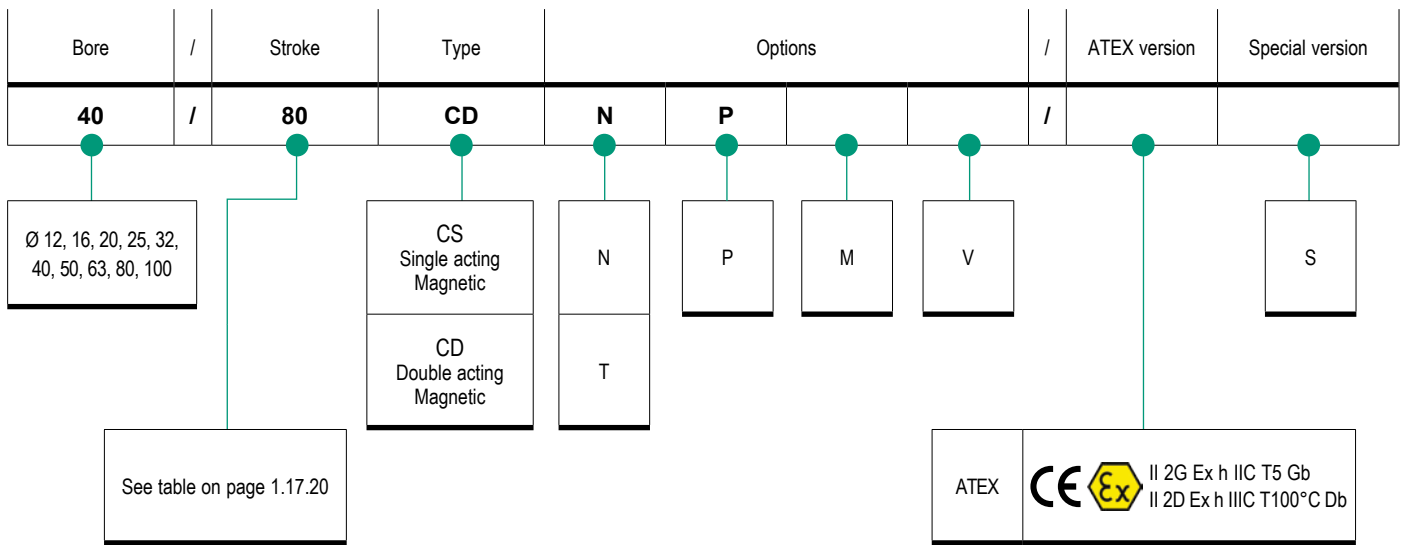 Bore / Stroke Type Options / ATEX version Special version
40 / 80 CD N P /
Ø 12, 16, 20, 25, 32,
40, 50, 63, 80, 100
CS
Single acting
Magnetic
CD
Double acting
Magnetic
N
T
P
M
V
S
See table on page 1.17.20
ATEX
CE Ex II 2G Ex h IIC T5 Gb
II 2D Ex h IIIC T100°C Db